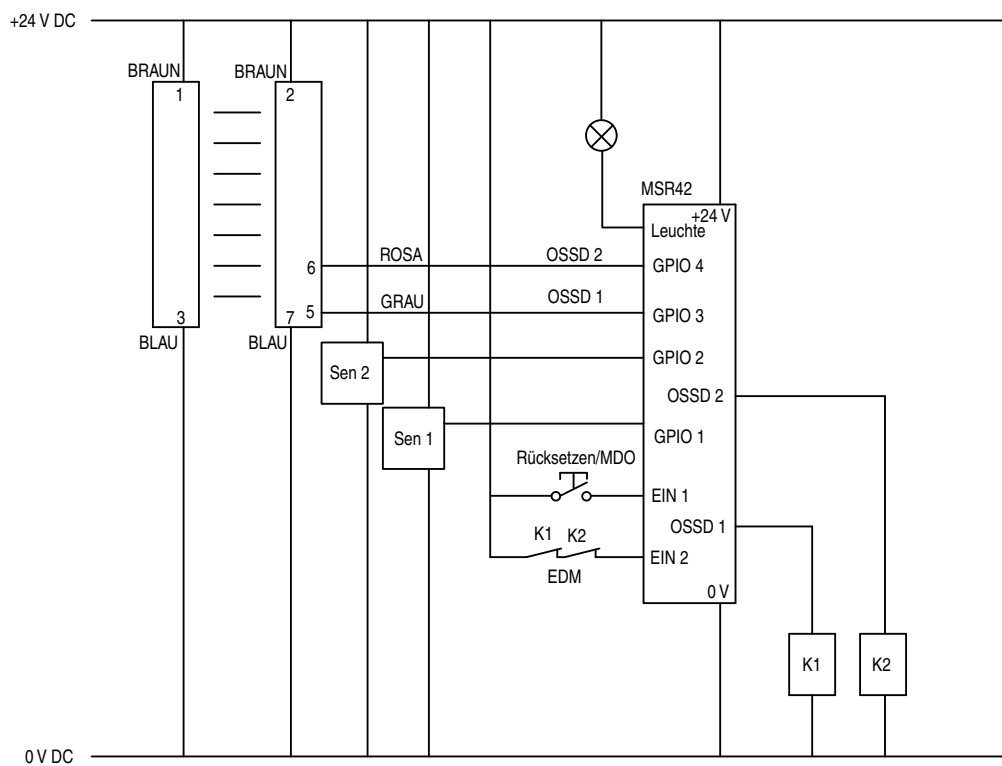 +24 V DC
BRAUN
BRAUN
1
2
MSR42
+24 V
Leuchte
6
ROSA
OSSD 2
GPIO 4
GRAU
OSSD 1
3
7
5
GPIO 3
BLAU
BLAU
GPIO 2
Sen 2
OSSD 2
Sen 1
GPIO 1
Rücksetzen/MDO
EIN 1
OSSD 1
K1
K2
EIN 2
EDM
0 V
K1
K2
0 V DC